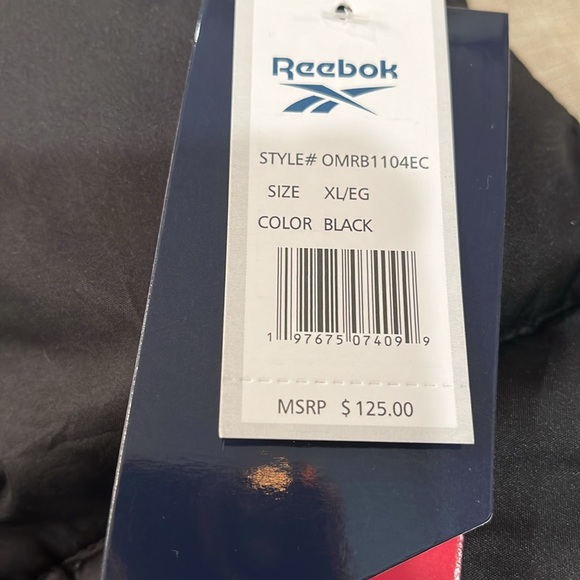 Reebok
STYLE# OMRB1104EC
SIZE XL/EG
COLOR BLACK
1 97675 07409 9
MSRP $125.00